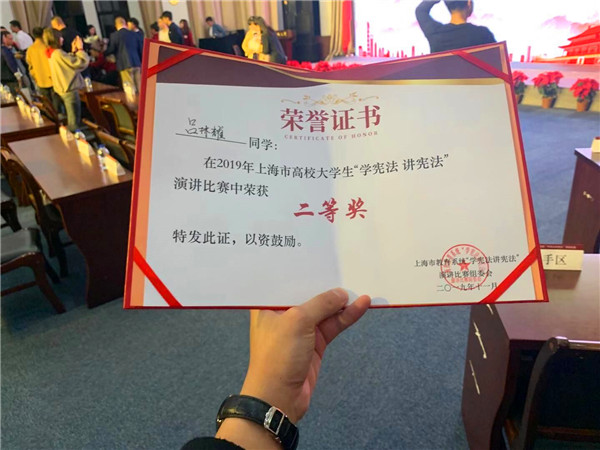 荣誉证书
CERTIFICATE OF HONOR
吕林耀 同学:
在2019年上海市高校大学生“学宪法 讲宪法”
演讲比赛中荣获
二等奖
特发此证，以资鼓励。
上海市教育系统“学宪法讲宪法”
演讲比赛组委会
二〇一九年十一月
手区